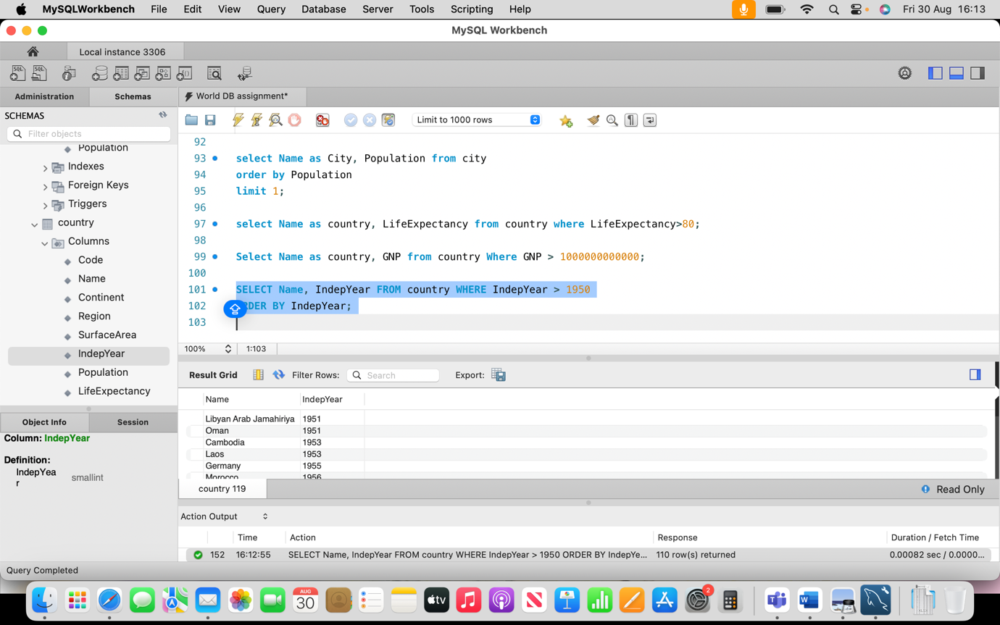 MySQLWorkbench File Edit View Query Database Server Tools Scripting Help Fri 30 Aug 16:13
MySQL Workbench
Local instance 3306
Administration Schemas World DB assignment*
SCHEMAS
Filter objects
Limit to 1000 rows
Population
Indexes
Foreign Keys
Triggers
country
Columns
Code
Name
Continent
Region
SurfaceArea
IndepYear
Population
LifeExpectancy
92
93 select Name as City, Population from city
94 order by Population
95 limit 1;
96
97 select Name as country, LifeExpectancy from country where LifeExpectancy>80;
98
99 Select Name as country, GNP from country Where GNP > 1000000000000;
100
101 SELECT Name, IndepYear FROM country WHERE IndepYear > 1950
102 RDER BY IndepYear;
103
100% 1:103
Object Info Session
Column: IndepYear
Definition:
IndepYea
r smallint
Result Grid Filter Rows: Search Export:
Name IndepYear
Libyan Arab Jamahiriya 1951
Oman 1951
Cambodia 1953
Laos 1953
Germany 1955
Morocco 1956
country 119 Read Only
Action Output
Time Action Response Duration / Fetch Time
152 16:12:55 SELECT Name, IndepYear FROM country WHERE IndepYear > 1950 ORDER BY IndepYe... 110 row(s) returned 0.00082 sec / 0.0000...
Query Completed
AUG
30
tv
2